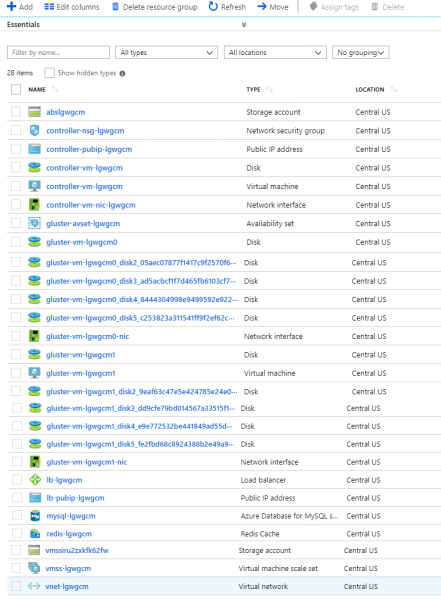 Add Edit columns Delete resource group Refresh Move Assign tags Delete
Essentials
Filter by name... All types All locations No grouping
28 items Show hidden types
NAME TYPE LOCATION
abslgwgcm Storage account Central US
controller-nsg-lgwgcm Network security group Central US
controller-pubip-lgwgcm Public IP address Central US
controller-vm-lgwgcm Disk Central US
controller-vm-lgwgcm Virtual machine Central US
controller-vm-nic-lgwgcm Network interface Central US
gluster-avset-lgwgcm Availability set Central US
gluster-vm-lgwgcm0 Disk Central US
gluster-vm-lgwgcm0_disk2_05aec07877f1417c9f2570f6··· Disk Central US
gluster-vm-lgwgcm0_disk3_ad5acbcf1f7d465fb6103cf7··· Disk Central US
gluster-vm-lgwgcm0_disk4_8444304998e9499592e922··· Disk Central US
gluster-vm-lgwgcm0_disk5_c253823a311541ff9f2ef62c··· Disk Central US
gluster-vm-lgwgcm0-nic Network interface Central US
gluster-vm-lgwgcm1 Disk Central US
gluster-vm-lgwgcm1 Virtual machine Central US
gluster-vm-lgwgcm1_disk2_9eaf63c47e5e424785e24e0··· Disk Central US
gluster-vm-lgwgcm1_disk3_dd9cfe79bd014567a33515f1··· Disk Central US
gluster-vm-lgwgcm1_disk4_e9e772532be441849ad55d··· Disk Central US
gluster-vm-lgwgcm1_disk5_fe2fbd68c8924388b2e49a9··· Disk Central US
gluster-vm-lgwgcm1-nic Network interface Central US
lb-lgwgcm Load balancer Central US
lb-pubip-lgwgcm Public IP address Central US
mysql-lgwgcm Azure Database for MySQL s... Central US
redis-lgwgcm Redis Cache Central US
vmssiru2zxkfk62fw Storage account Central US
vmss-lgwgcm Virtual machine scale set Central US
vnet-lgwgcm Virtual network Central US